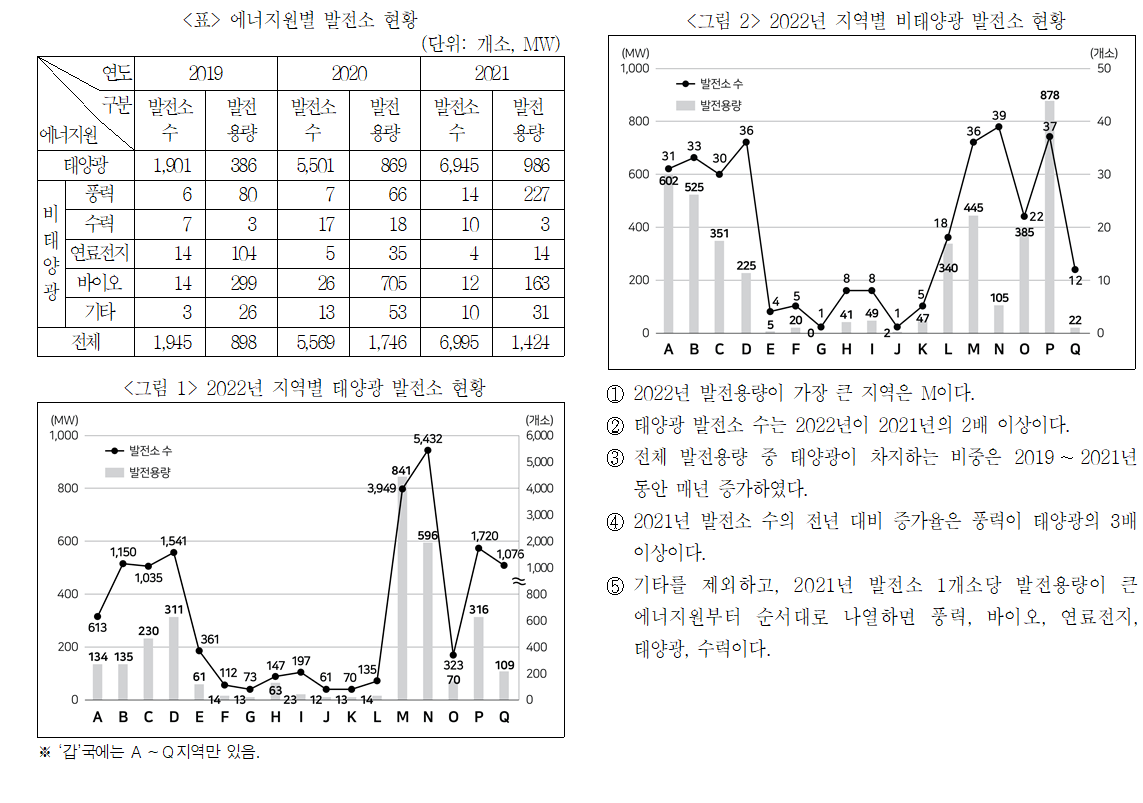 <표> 에너지원별 발전소 현황
(단위: 개소, MW)
연도 2019 2020 2021
구분 에너지원 발전소 수 발전 용량 발전소 수 발전 용량 발전소 수 발전 용량
태양광 1,901 386 5,501 869 6,945 986
비태양광 풍력 6 80 7 66 14 227
수력 7 3 17 18 10 3
연료전지 14 104 5 35 4 14
바이오 14 299 26 705 12 163
기타 3 26 13 53 10 31
전체 1,945 898 5,569 1,746 6,995 1,424
<그림 1> 2022년 지역별 태양광 발전소 현황
(MW) (개소)
1,000 800 600 400 200 0
6,000 5,000 4,000 3,000 2,000 1,000 800 600 400 200 0
발전소 수
발전용량
613 1,150 1,035 1,541 361 112 73 147 197 61 70 135 3,949 5,432 323 1,720 1,076
134 135 230 311 61 14 13 63 23 12 13 14 841 596 70 316 109
A B C D E F G H I J K L M N O P Q
※ ‘갑’국에는 A ~ Q지역만 있음.
<그림 2> 2022년 지역별 비태양광 발전소 현황
(MW) (개소)
1,000 800 600 400 200 0
50 40 30 20 10 0
발전소 수
발전용량
31 33 30 36 4 5 1 8 8 1 5 18 36 39 22 37 12
602 525 351 225 5 20 0 41 49 2 47 340 445 105 385 878 22
A B C D E F G H I J K L M N O P Q
① 2022년 발전용량이 가장 큰 지역은 M이다.
② 태양광 발전소 수는 2022년이 2021년의 2배 이상이다.
③ 전체 발전용량 중 태양광이 차지하는 비중은 2019 ~ 2021년
동안 매년 증가하였다.
④ 2021년 발전소 수의 전년 대비 증가율은 풍력이 태양광의 3배
이상이다.
⑤ 기타를 제외하고, 2021년 발전소 1개소당 발전용량이 큰
에너지원부터 순서대로 나열하면 풍력, 바이오, 연료전지,
태양광, 수력이다.